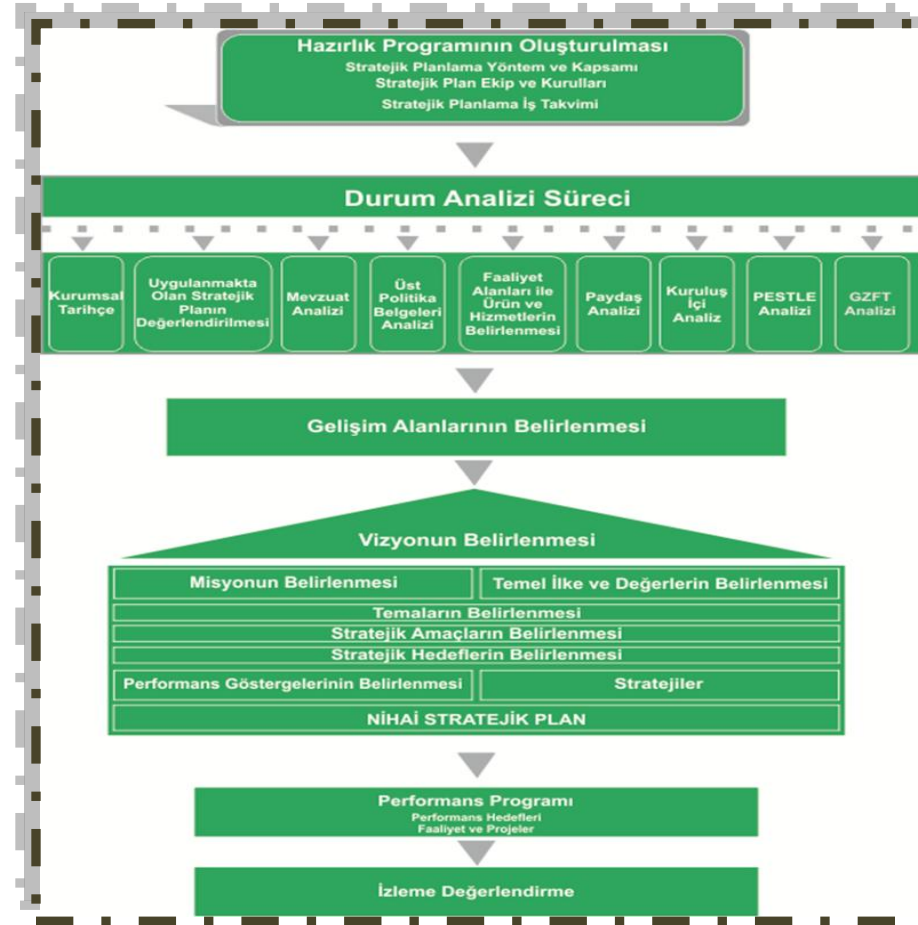 Hazırlık Programının Oluşturulması
Stratejik Planlama Yöntem ve Kapsamı
Stratejik Plan Ekip ve Kurulları
Stratejik Planlama İş Takvimi
Durum Analizi Süreci
Kurumsal
Tarihçe
Uygulanmakta
Olan Stratejik
Planın
Değerlendirilmesi
Mevzuat
Analizi
Üst
Politika
Belgeleri
Analizi
Faaliyet
Alanları ile
Ürün ve
Hizmetlerin
Belirlenmesi
Paydaş
Analizi
Kuruluş
İçi
Analiz
PESTLE
Analizi
GZFT
Analizi
Gelişim Alanlarının Belirlenmesi
Vizyonun Belirlenmesi
Misyonun Belirlenmesi
Temel İlke ve Değerlerin Belirlenmesi
Temaların Belirlenmesi
Stratejik Amaçların Belirlenmesi
Stratejik Hedeflerin Belirlenmesi
Performans Göstergelerinin Belirlenmesi
Stratejiler
NİHAİ STRATEJİK PLAN
Performans Programı
Performans Hedefleri
Faaliyet ve Projeler
İzleme Değerlendirme